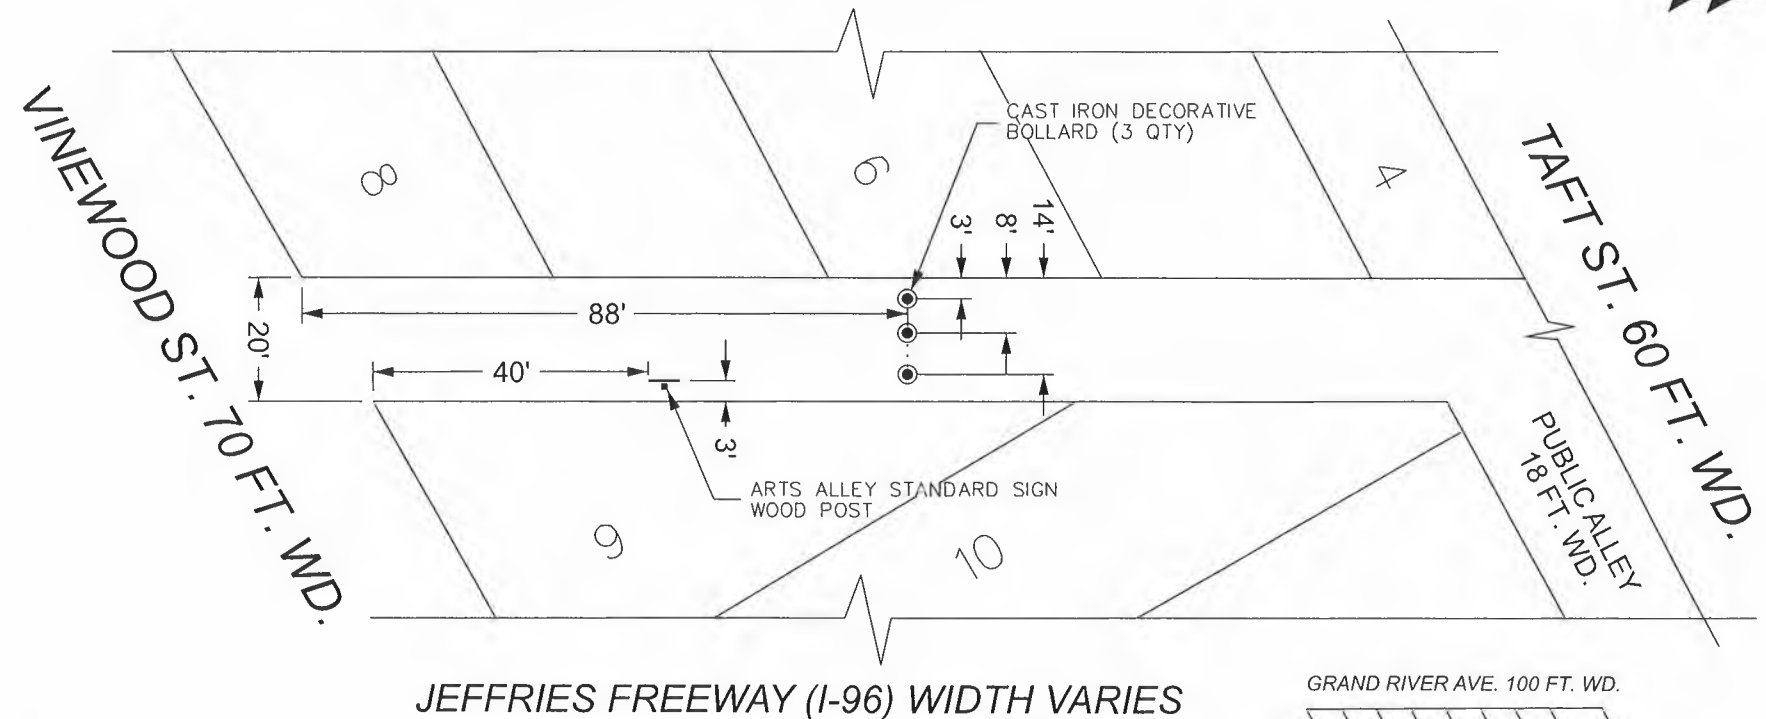 CAST IRON DECORATIVE
BOLLARD (3 QTY)
VINEWOOD ST. 70 FT. WD.
8
6
4
TAFT ST. 60 FT. WD.
3'
8'
14'
88'
20'
40'
3'
ARTS ALLEY STANDARD SIGN
WOOD POST
PUBLIC ALLEY
18 FT. WD.
9
10
JEFFRIES FREEWAY (I-96) WIDTH VARIES
GRAND RIVER AVE. 100 FT. WD.